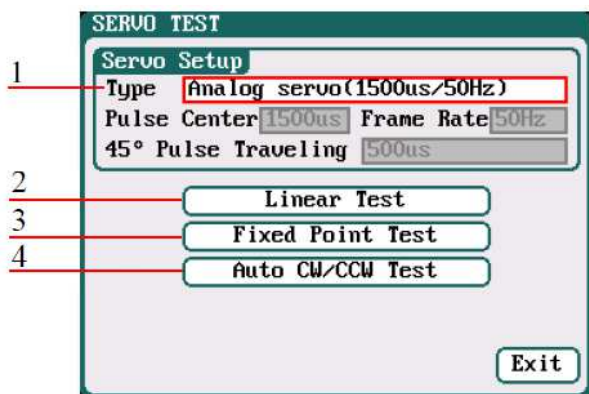 SERVO TEST
Servo Setup
1
Type Analog servo(1500us/50Hz)
Pulse Center 1500us Frame Rate 50Hz
45° Pulse Traveling 500us
2
Linear Test
3
Fixed Point Test
4
Auto CW/CCW Test
Exit